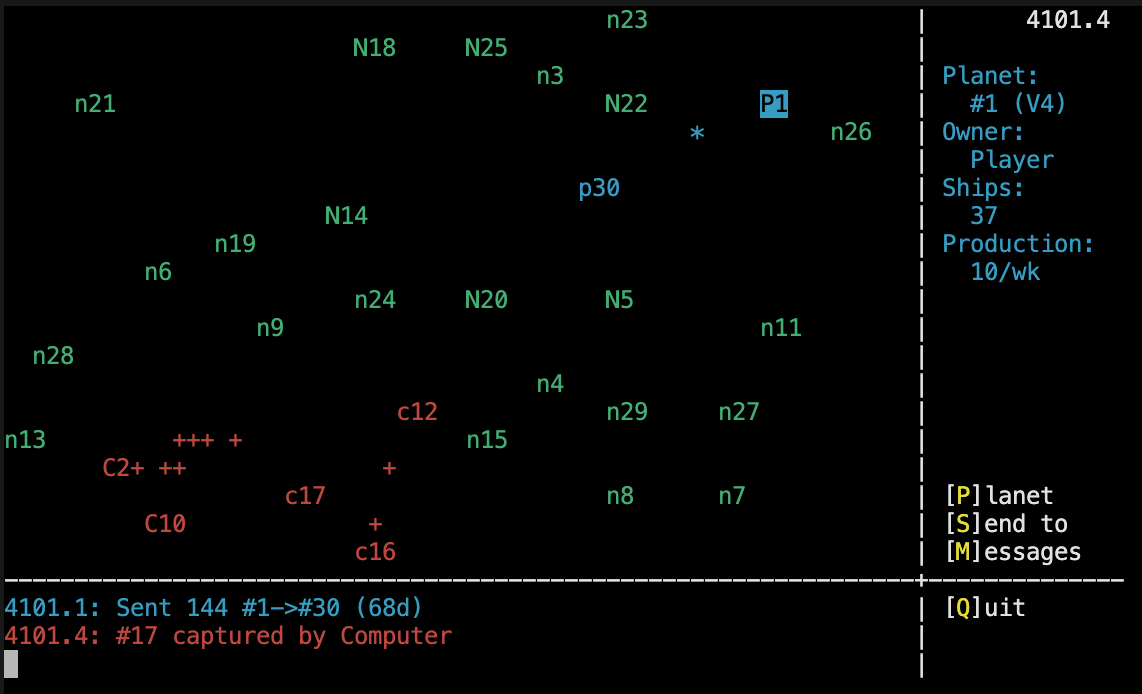 n23 4101.4
N18 N25
n3 Planet:
n21 N22 P1 #1 (V4)
* n26 Owner:
Player
p30 Ships:
N14 37
n19 Production:
n6 10/wk
n24 N20 N5
n9 n11
n28
n4
c12 n29 n27
n13 +++ + n15
C2+ ++ +
c17 n8 n7 [P]lanet
C10 + [S]end to
c16 [M]essages
4101.1: Sent 144 #1->#30 (68d) [Q]uit
4101.4: #17 captured by Computer